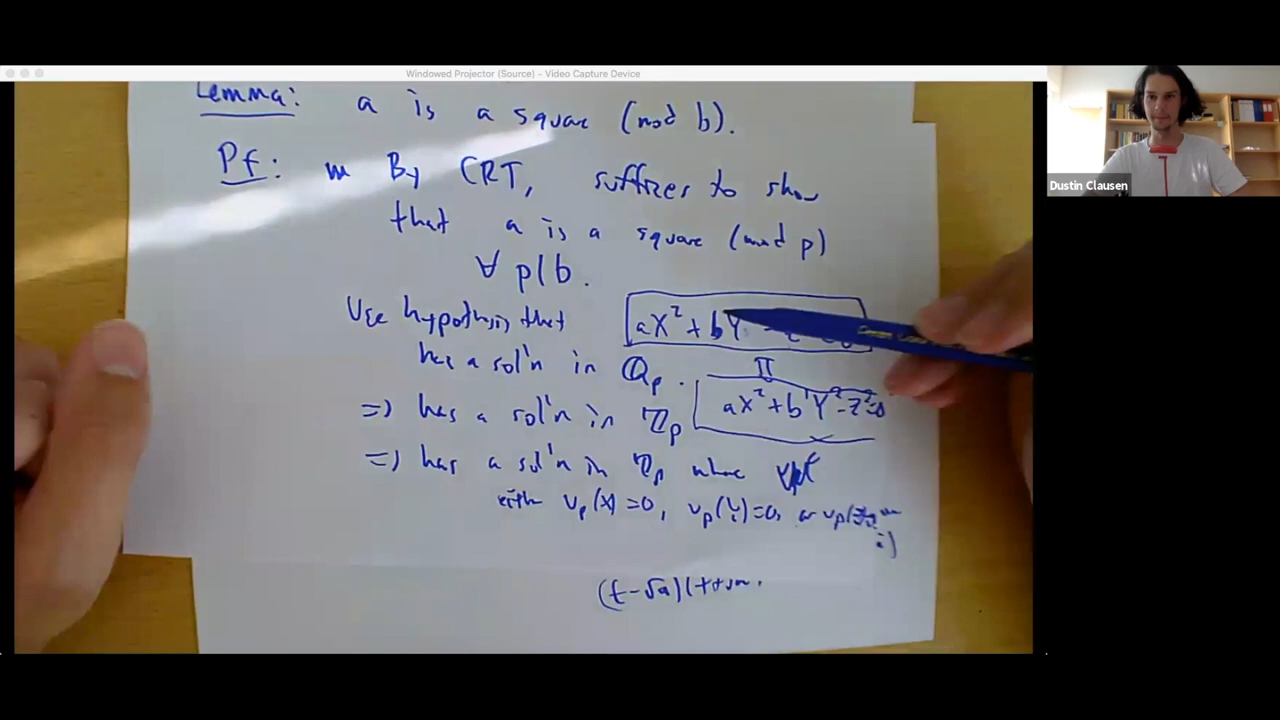 Windowed Projector (Source) - Video Capture Device
Lemma: a is a square (mod b).
Pf: By CRT, suffices to show
that a is a square (mod p)
∀ p|b.
Use hypothesis that aX² + bY
has a sol'n in ℚp. aX² + b'Y² - Z² = 0
=) has a sol'n in ℤp
=) has a sol'n in ℤp where
either vp(x) = 0, vp(y) = 0, or vp(
(t - √a)(t +
Dustin Clausen